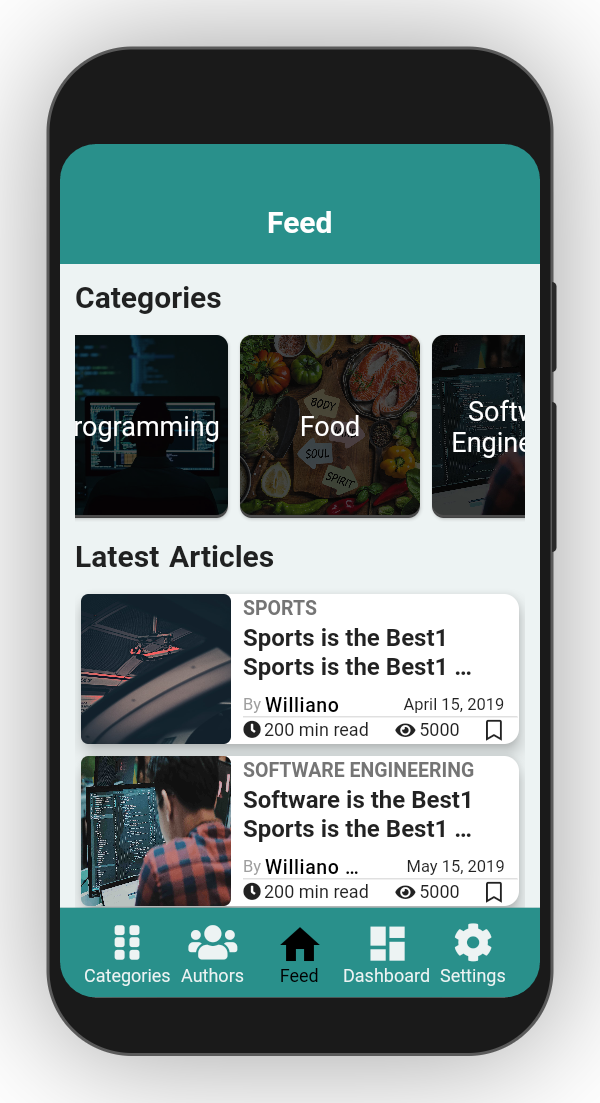 Feed
Categories
rogramming
Food
Softw
Engine
BODY
SOUL
SPIRIT
Latest Articles
SPORTS
Sports is the Best1
Sports is the Best1 ...
By Williano
April 15, 2019
200 min read
5000
SOFTWARE ENGINEERING
Software is the Best1
Sports is the Best1 ...
By Williano ...
May 15, 2019
200 min read
5000
Categories
Authors
Feed
Dashboard
Settings